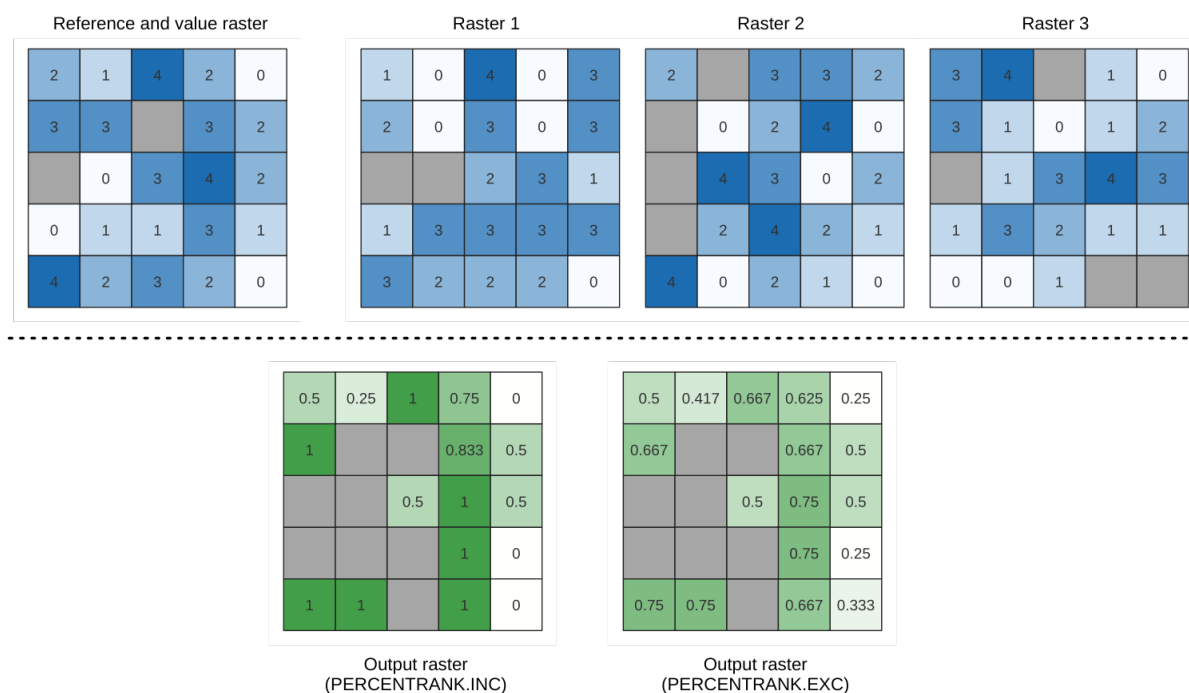 Reference and value raster Raster 1 Raster 2 Raster 3
2 1 4 2 0 1 0 4 0 3 2 3 3 2 3 4 1 0
3 3 3 2 2 0 3 0 3 0 2 4 0 3 1 0 1 2
0 3 4 2 2 3 1 4 3 0 2 1 3 4 3
0 1 1 3 1 1 3 3 3 3 2 4 2 1 1 3 2 1 1
4 2 3 2 0 3 2 2 2 0 4 0 2 1 0 0 0 1
0.5 0.25 1 0.75 0 0.5 0.417 0.667 0.625 0.25
1 0.833 0.5 0.667 0.667 0.5
0.5 1 0.5 0.5 0.75 0.5
1 0 0.75 0.25
1 1 1 0 0.75 0.75 0.667 0.333
Output raster Output raster
(PERCENTRANK.INC) (PERCENTRANK.EXC)